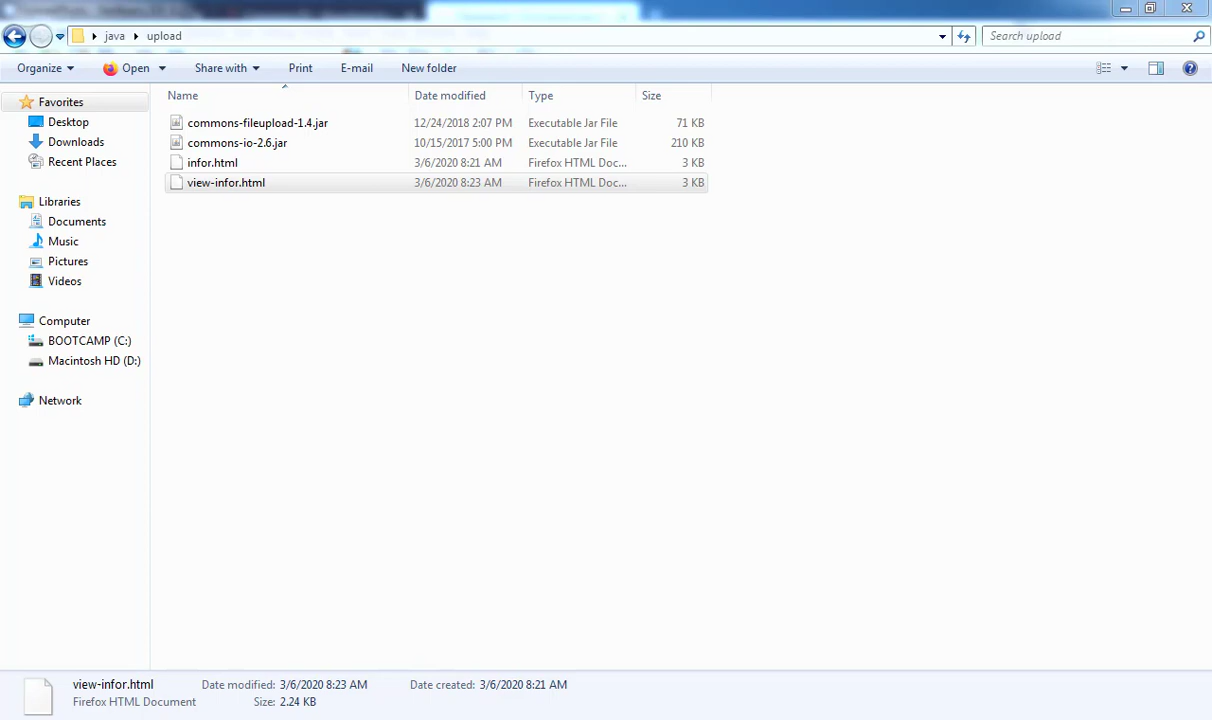 java upload
Search upload
Organize Open Share with Print E-mail New folder
Name Date modified Type Size
Favorites
Desktop
Downloads
Recent Places
Libraries
Documents
Music
Pictures
Videos
Computer
BOOTCAMP (C:)
Macintosh HD (D:)
Network
commons-fileupload-1.4.jar 12/24/2018 2:07 PM Executable Jar File 71 KB
commons-io-2.6.jar 10/15/2017 5:00 PM Executable Jar File 210 KB
infor.html 3/6/2020 8:21 AM Firefox HTML Doc... 3 KB
view-infor.html 3/6/2020 8:23 AM Firefox HTML Doc... 3 KB
view-infor.html Date modified: 3/6/2020 8:23 AM Date created: 3/6/2020 8:21 AM
Firefox HTML Document Size: 2.24 KB